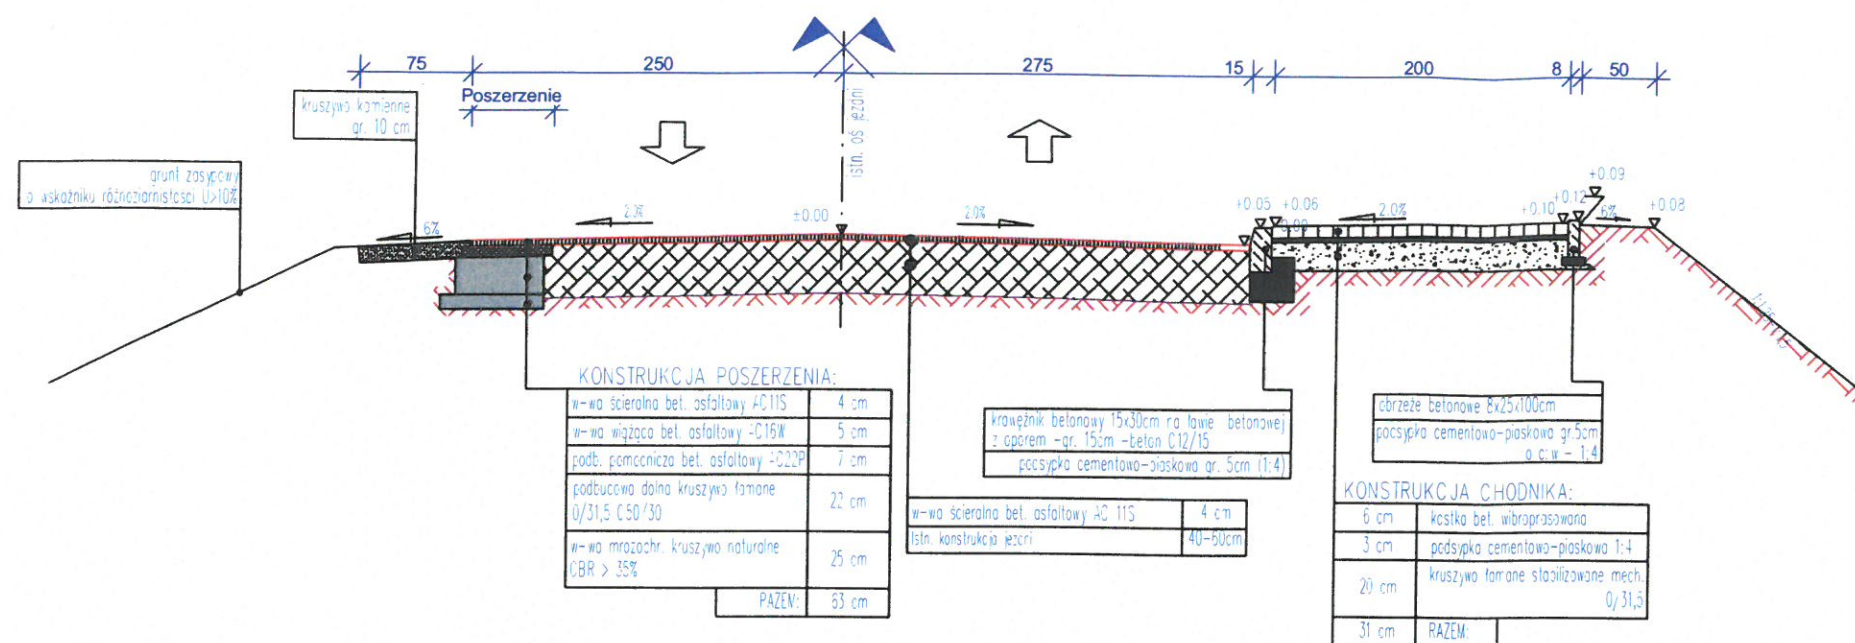 75
250
275
15
200
8
50
Poszerzenie
kruszywo kamienne
gr. 10 cm
istn. oś jezdni
grunt zasypowy
o wskaźniku różnoziarnistości U>10%
6%
2.0%
±0.00
2.0%
+0.05
+0.06
0.00
2.0%
+0.10
+0.12
+0.09
6%
+0.08
KONSTRUKCJA POSZERZENIA:
w-wa ścieralna bet. asfaltowy AC11S
4 cm
w-wa wiążąca bet. asfaltowy AC16W
5 cm
podb. pomocnicza bet. asfaltowy AC22P
7 cm
podbudowa dolna kruszywo łamane
0/31,5 C50/30
22 cm
w-wa mrozochr. kruszywo naturalne
CBR > 35%
25 cm
RAZEM:
63 cm
krawężnik betonowy 15x30cm na ławie betonowej
z oporem -gr. 15cm -beton C12/15
podsypka cementowo-piaskowa gr. 5cm (1:4)
w-wa ścieralna bet. asfaltowy AC 11S
4 cm
Istn. konstrukcja jezdni
40-60cm
obrzeże betonowe 8x25x100cm
podsypka cementowo-piaskowa gr.5cm
o c:w - 1:4
KONSTRUKCJA CHODNIKA:
6 cm
kostka bet. wibroprasowana
3 cm
podsypka cementowo-piaskowa 1:4
20 cm
kruszywo łamane stabilizowane mech.
0/31,5
31 cm
RAZEM: